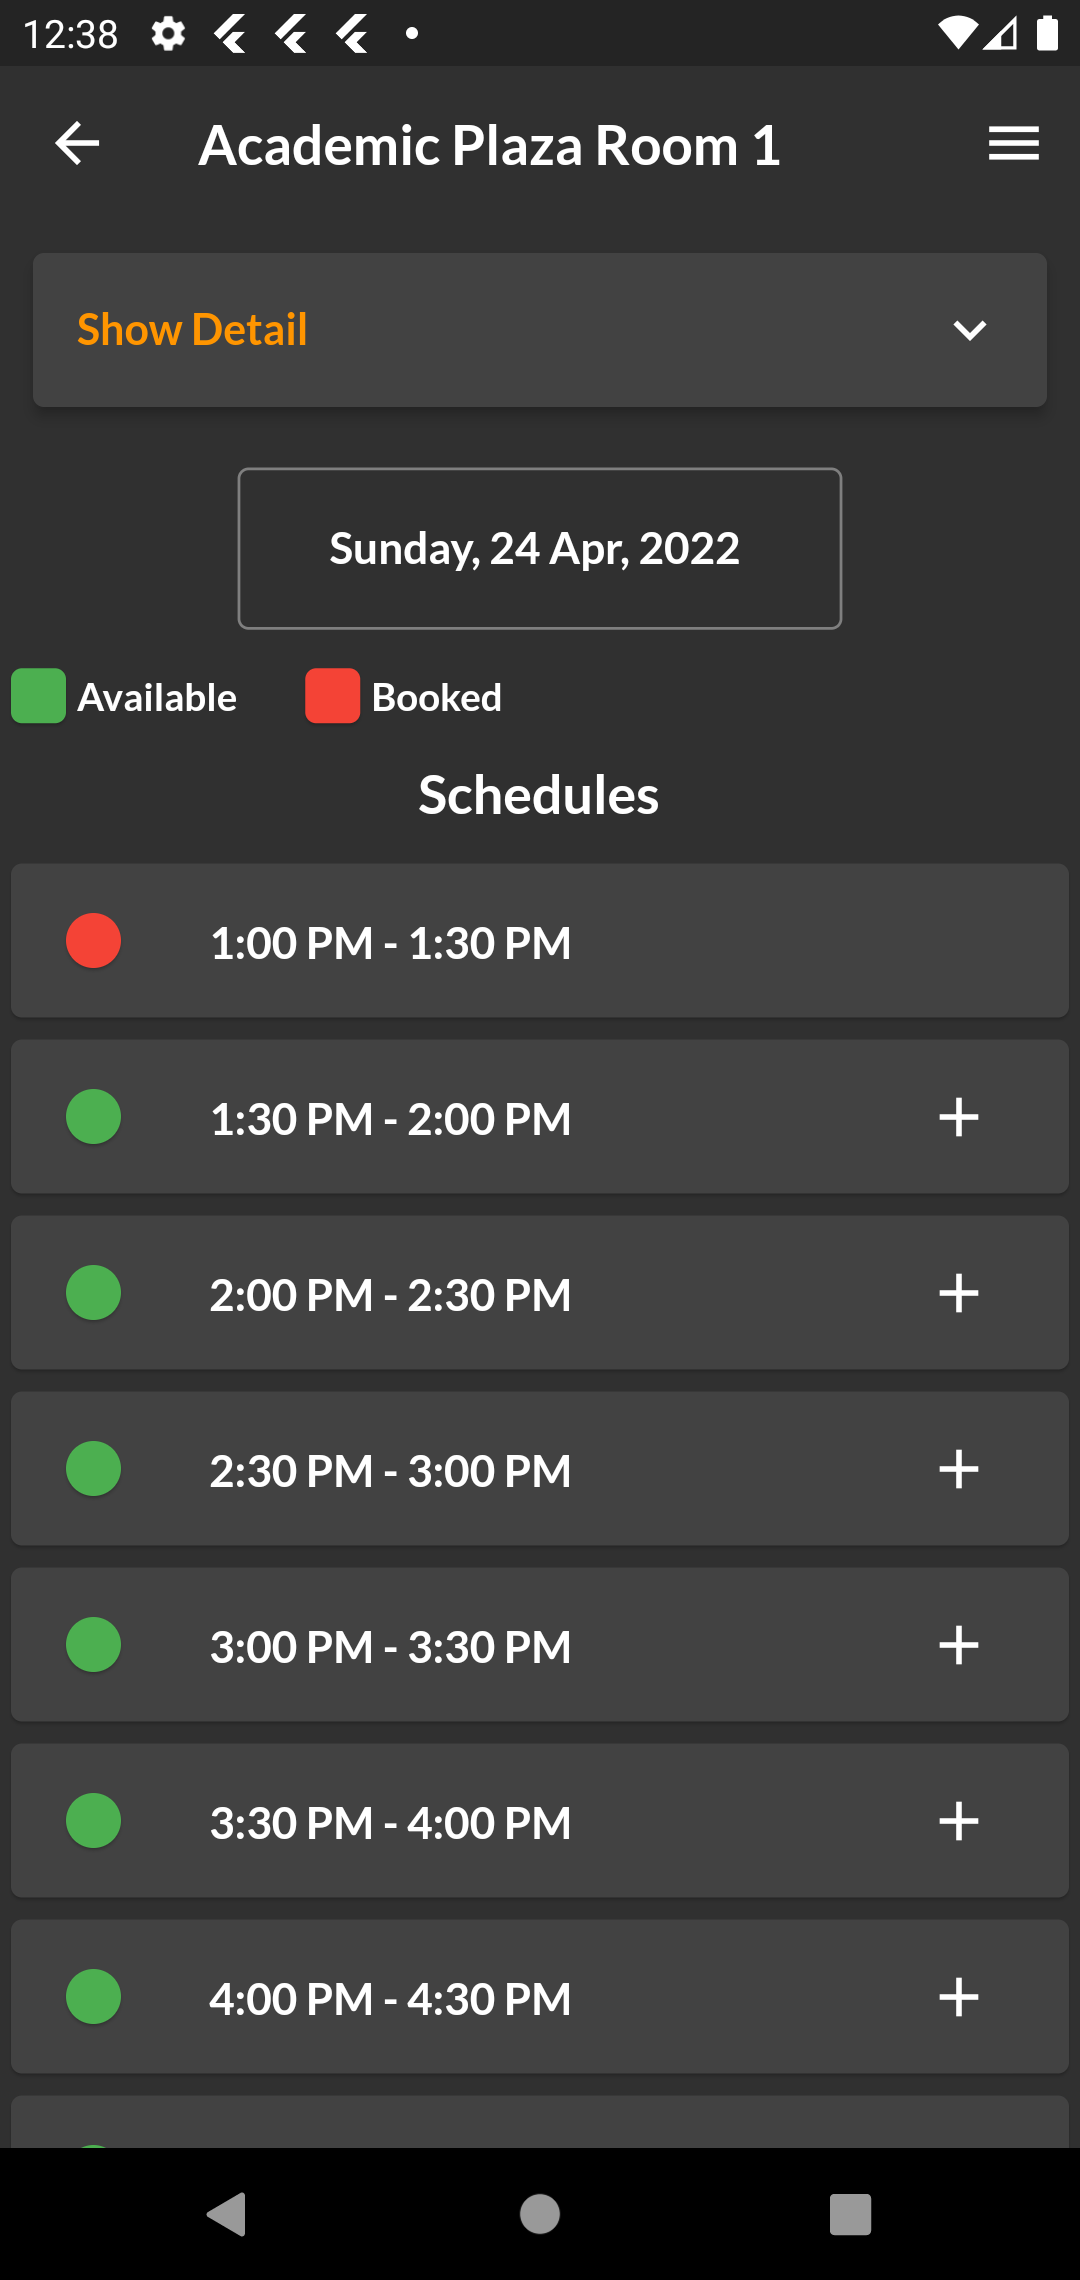 12:38
Academic Plaza Room 1
Show Detail
Sunday, 24 Apr, 2022
Available
Booked
Schedules
1:00 PM - 1:30 PM
1:30 PM - 2:00 PM
2:00 PM - 2:30 PM
2:30 PM - 3:00 PM
3:00 PM - 3:30 PM
3:30 PM - 4:00 PM
4:00 PM - 4:30 PM